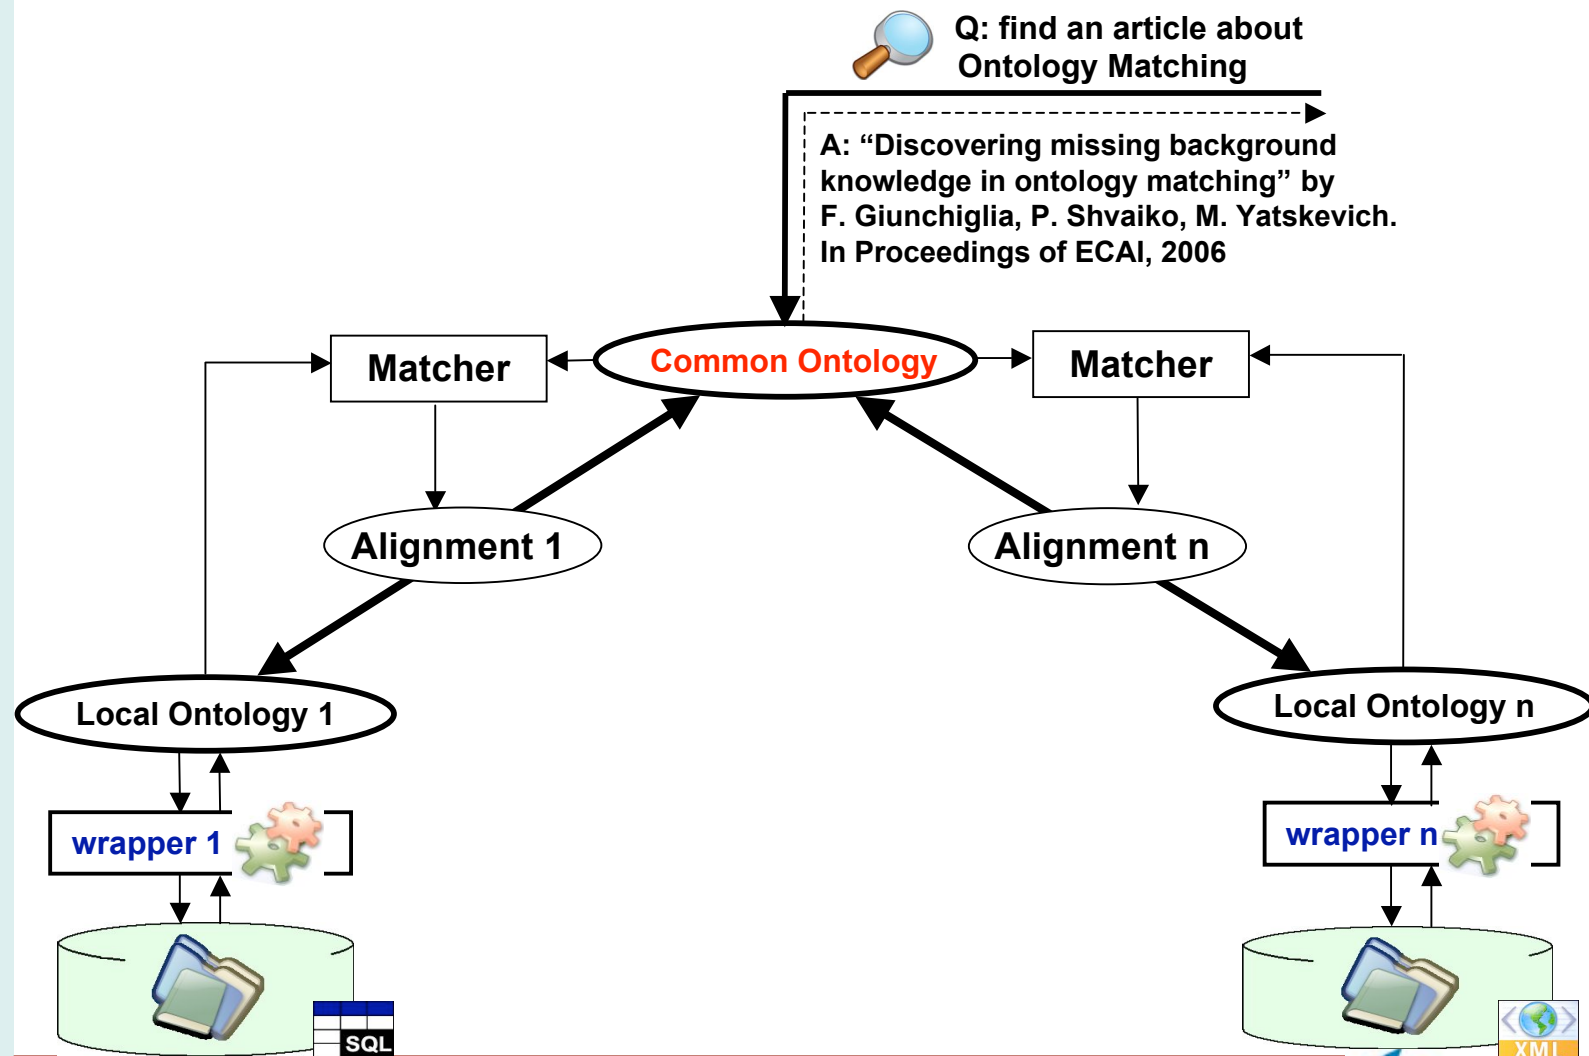 Q: find an article about
Ontology Matching
A: “Discovering missing background
knowledge in ontology matching” by
F. Giunchiglia, P. Shvaiko, M. Yatskevich.
In Proceedings of ECAI, 2006
Matcher
Common Ontology
Matcher
Alignment 1
Alignment n
Local Ontology 1
Local Ontology n
wrapper 1
wrapper n
SQL
XML